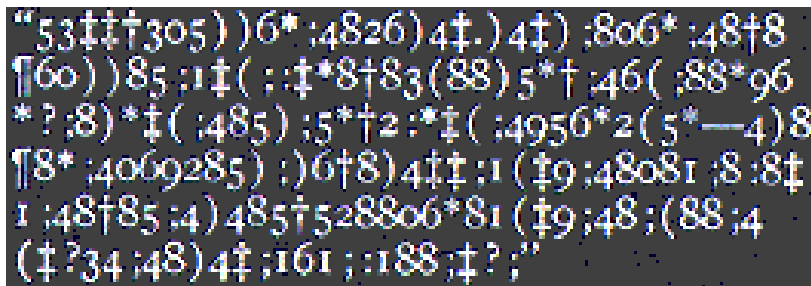 “53‡‡†305))6* ;4826)4‡.)4‡) ;806* ;48†8
¶60))85 ;1‡( ;:‡*8†83(88)5*† ;46( ;88*96
*? ;8)*‡( ;485) ;5*†2 :*‡( ;4956*2(5*—4)8
¶8* ;4069285) ;)6†8)4‡‡ ;1(‡9 ;48081 ;8 :8‡
1 ;48†85 ;4)485†528806*81(‡9 ;48 ;(88 ;4
(‡?34 ;48)4‡ ;161 ; :188 ;‡? ;”